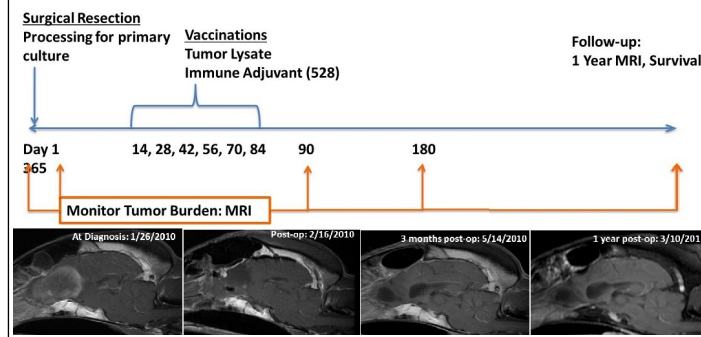 Surgical Resection
Processing for primary
culture
Vaccinations
Tumor Lysate
Immune Adjuvant (528)
Follow-up:
1 Year MRI, Survival
Day 1
14, 28, 42, 56, 70, 84
90
180
365
Monitor Tumor Burden: MRI
At Diagnosis: 1/26/2010
Post-op: 2/16/2010
3 months post-op: 5/14/2010
1 year post-op: 3/10/201